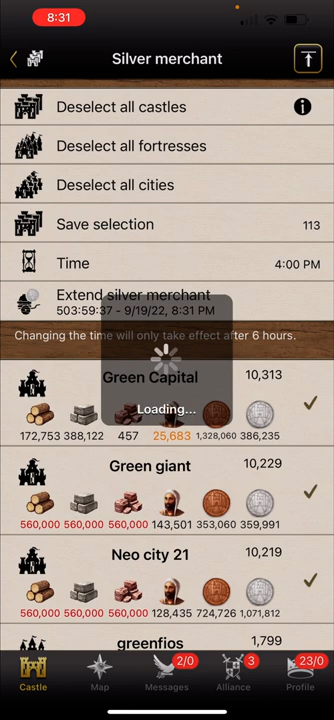 8:31
Silver merchant
Deselect all castles
Deselect all fortresses
Deselect all cities
Save selection 113
Time 4:00 PM
Extend silver merchant
503:59:37 - 9/19/22, 8:31 PM
Changing the time will only take effect after 6 hours.
Green Capital 10,313
Loading...
172,753 388,122 457 25,683 1,328,060 386,235
Green giant 10,229
560,000 560,000 560,000 143,501 353,060 359,991
Neo city 21 10,219
560,000 560,000 560,000 128,435 724,726 1,071,812
greenfios 1,799
2/0 3 23/0
Castle Map Messages Alliance Profile